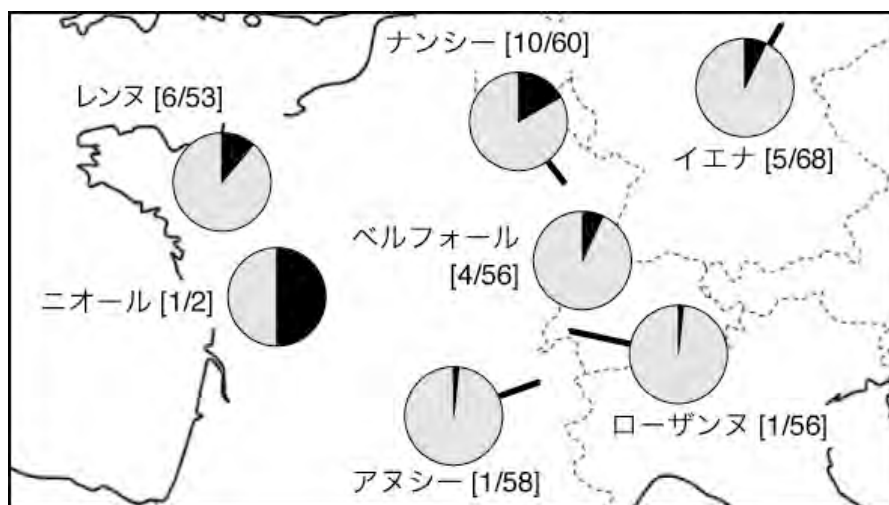 ナンシー [10/60]
レンヌ [6/53]
イエナ [5/68]
ベルフォール
[4/56]
ニオール [1/2]
ローザンヌ [1/56]
アヌシー [1/58]